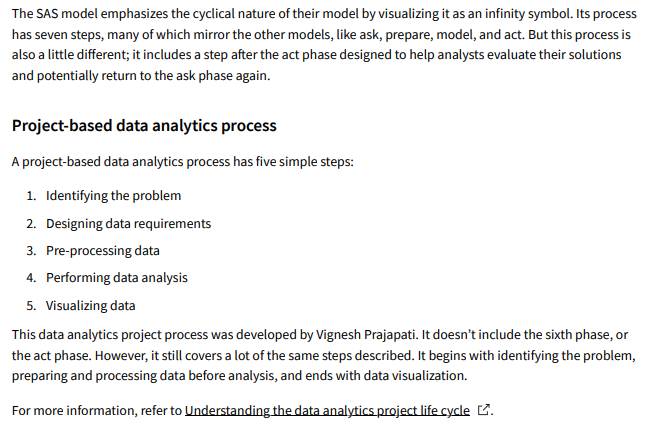 The SAS model emphasizes the cyclical nature of their model by visualizing it as an infinity symbol. Its process
has seven steps, many of which mirror the other models, like ask, prepare, model, and act. But this process is
also a little different; it includes a step after the act phase designed to help analysts evaluate their solutions
and potentially return to the ask phase again.
Project-based data analytics process
A project-based data analytics process has five simple steps:
1. Identifying the problem
2. Designing data requirements
3. Pre-processing data
4. Performing data analysis
5. Visualizing data
This data analytics project process was developed by Vignesh Prajapati. It doesn't include the sixth phase, or
the act phase. However, it still covers a lot of the same steps described. It begins with identifying the problem,
preparing and processing data before analysis, and ends with data visualization.
For more information, refer to Understanding the data analytics project life cycle.